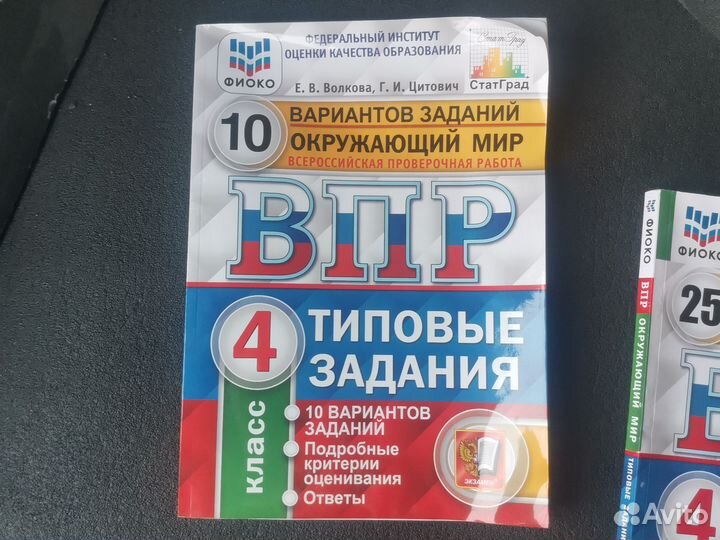 ФЕДЕРАЛЬНЫЙ ИНСТИТУТ
ОЦЕНКИ КАЧЕСТВА ОБРАЗОВАНИЯ
ФИОКО
СтатГрад
СтатГрад
Е. В. Волкова, Г. И. Цитович
10
ВАРИАНТОВ ЗАДАНИЙ
ОКРУЖАЮЩИЙ МИР
ВСЕРОССИЙСКАЯ ПРОВЕРОЧНАЯ РАБОТА
ВПР
4
КЛАСС
ТИПОВЫЕ
ЗАДАНИЯ
10 ВАРИАНТОВ
ЗАДАНИЙ
Подробные
критерии
оценивания
Ответы
ЭКЗАМЕН
ФИОКО
ВПР ОКРУЖАЮЩИЙ МИР
ТИПОВЫЕ
ФИОКО
25
4
Avito